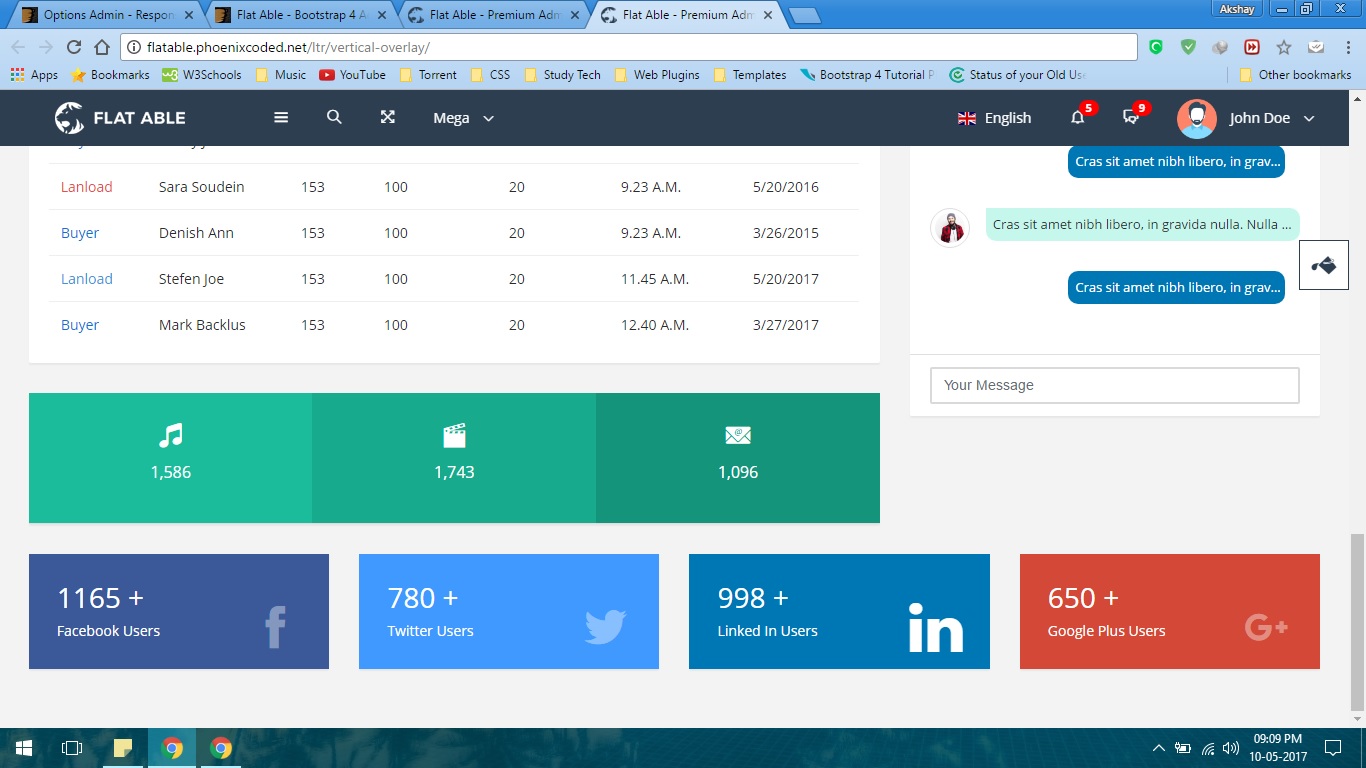 Options Admin - Respon
Flat Able - Bootstrap 4 A
Flat Able - Premium Adm
Flat Able - Premium Adm
Akshay
flatable.phoenixcoded.net/ltr/vertical-overlay/
Apps
Bookmarks
W3Schools
Music
YouTube
Torrent
CSS
Study Tech
Web Plugins
Templates
Bootstrap 4 Tutorial P
Status of your Old Us
Other bookmarks
FLAT ABLE
Mega
English
5
9
John Doe
Lanload Sara Soudein 153 100 20 9.23 A.M. 5/20/2016
Buyer Denish Ann 153 100 20 9.23 A.M. 3/26/2015
Lanload Stefen Joe 153 100 20 11.45 A.M. 5/20/2017
Buyer Mark Backlus 153 100 20 12.40 A.M. 3/27/2017
Cras sit amet nibh libero, in grav...
Cras sit amet nibh libero, in gravida nulla. Nulla ...
Cras sit amet nibh libero, in grav...
Your Message
1,586
1,743
1,096
1165 +
Facebook Users
f
780 +
Twitter Users
998 +
Linked In Users
in
650 +
Google Plus Users
G+
09:09 PM
10-05-2017